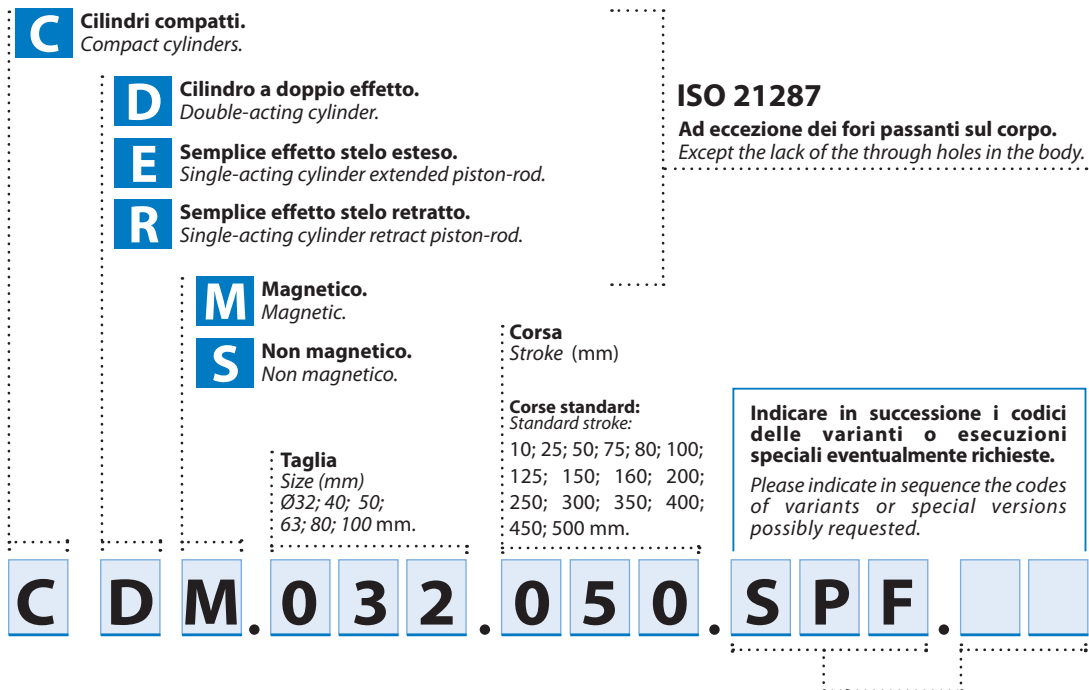 C Cilindri compatti.
Compact cylinders.
D Cilindro a doppio effetto.
Double-acting cylinder.
E Semplice effetto stelo esteso.
Single-acting cylinder extended piston-rod.
R Semplice effetto stelo retratto.
Single-acting cylinder retract piston-rod.
ISO 21287
Ad eccezione dei fori passanti sul corpo.
Except the lack of the through holes in the body.
M Magnetico.
Magnetic.
S Non magnetico.
Non magnetico.
Taglia
Size (mm)
Ø32; 40; 50;
63; 80; 100 mm.
Corsa
Stroke (mm)
Corse standard:
Standard stroke:
10; 25; 50; 75; 80; 100;
125; 150; 160; 200;
250; 300; 350; 400;
450; 500 mm.
Indicare in successione i codici
delle varianti o esecuzioni
speciali eventualmente richieste.
Please indicate in sequence the codes
of variants or special versions
possibly requested.
C D M . 0 3 2 . 0 5 0 . S P F .